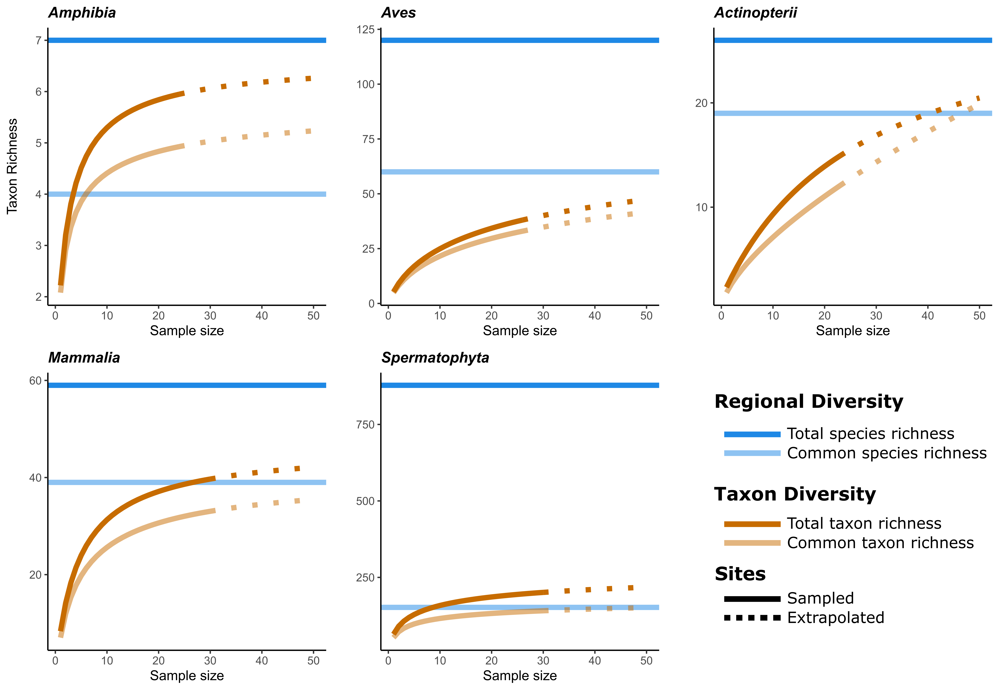 Amphibia
Aves
Actinopterii
Taxon Richness
7
6
5
4
3
2
0 10 20 30 40 50
Sample size
125
100
75
50
25
0
0 10 20 30 40 50
Sample size
20
10
0 10 20 30 40 50
Sample size
Mammalia
Spermatophyta
60
40
20
0 10 20 30 40 50
Sample size
750
500
250
0 10 20 30 40 50
Sample size
Regional Diversity
Total species richness
Common species richness
Taxon Diversity
Total taxon richness
Common taxon richness
Sites
Sampled
Extrapolated